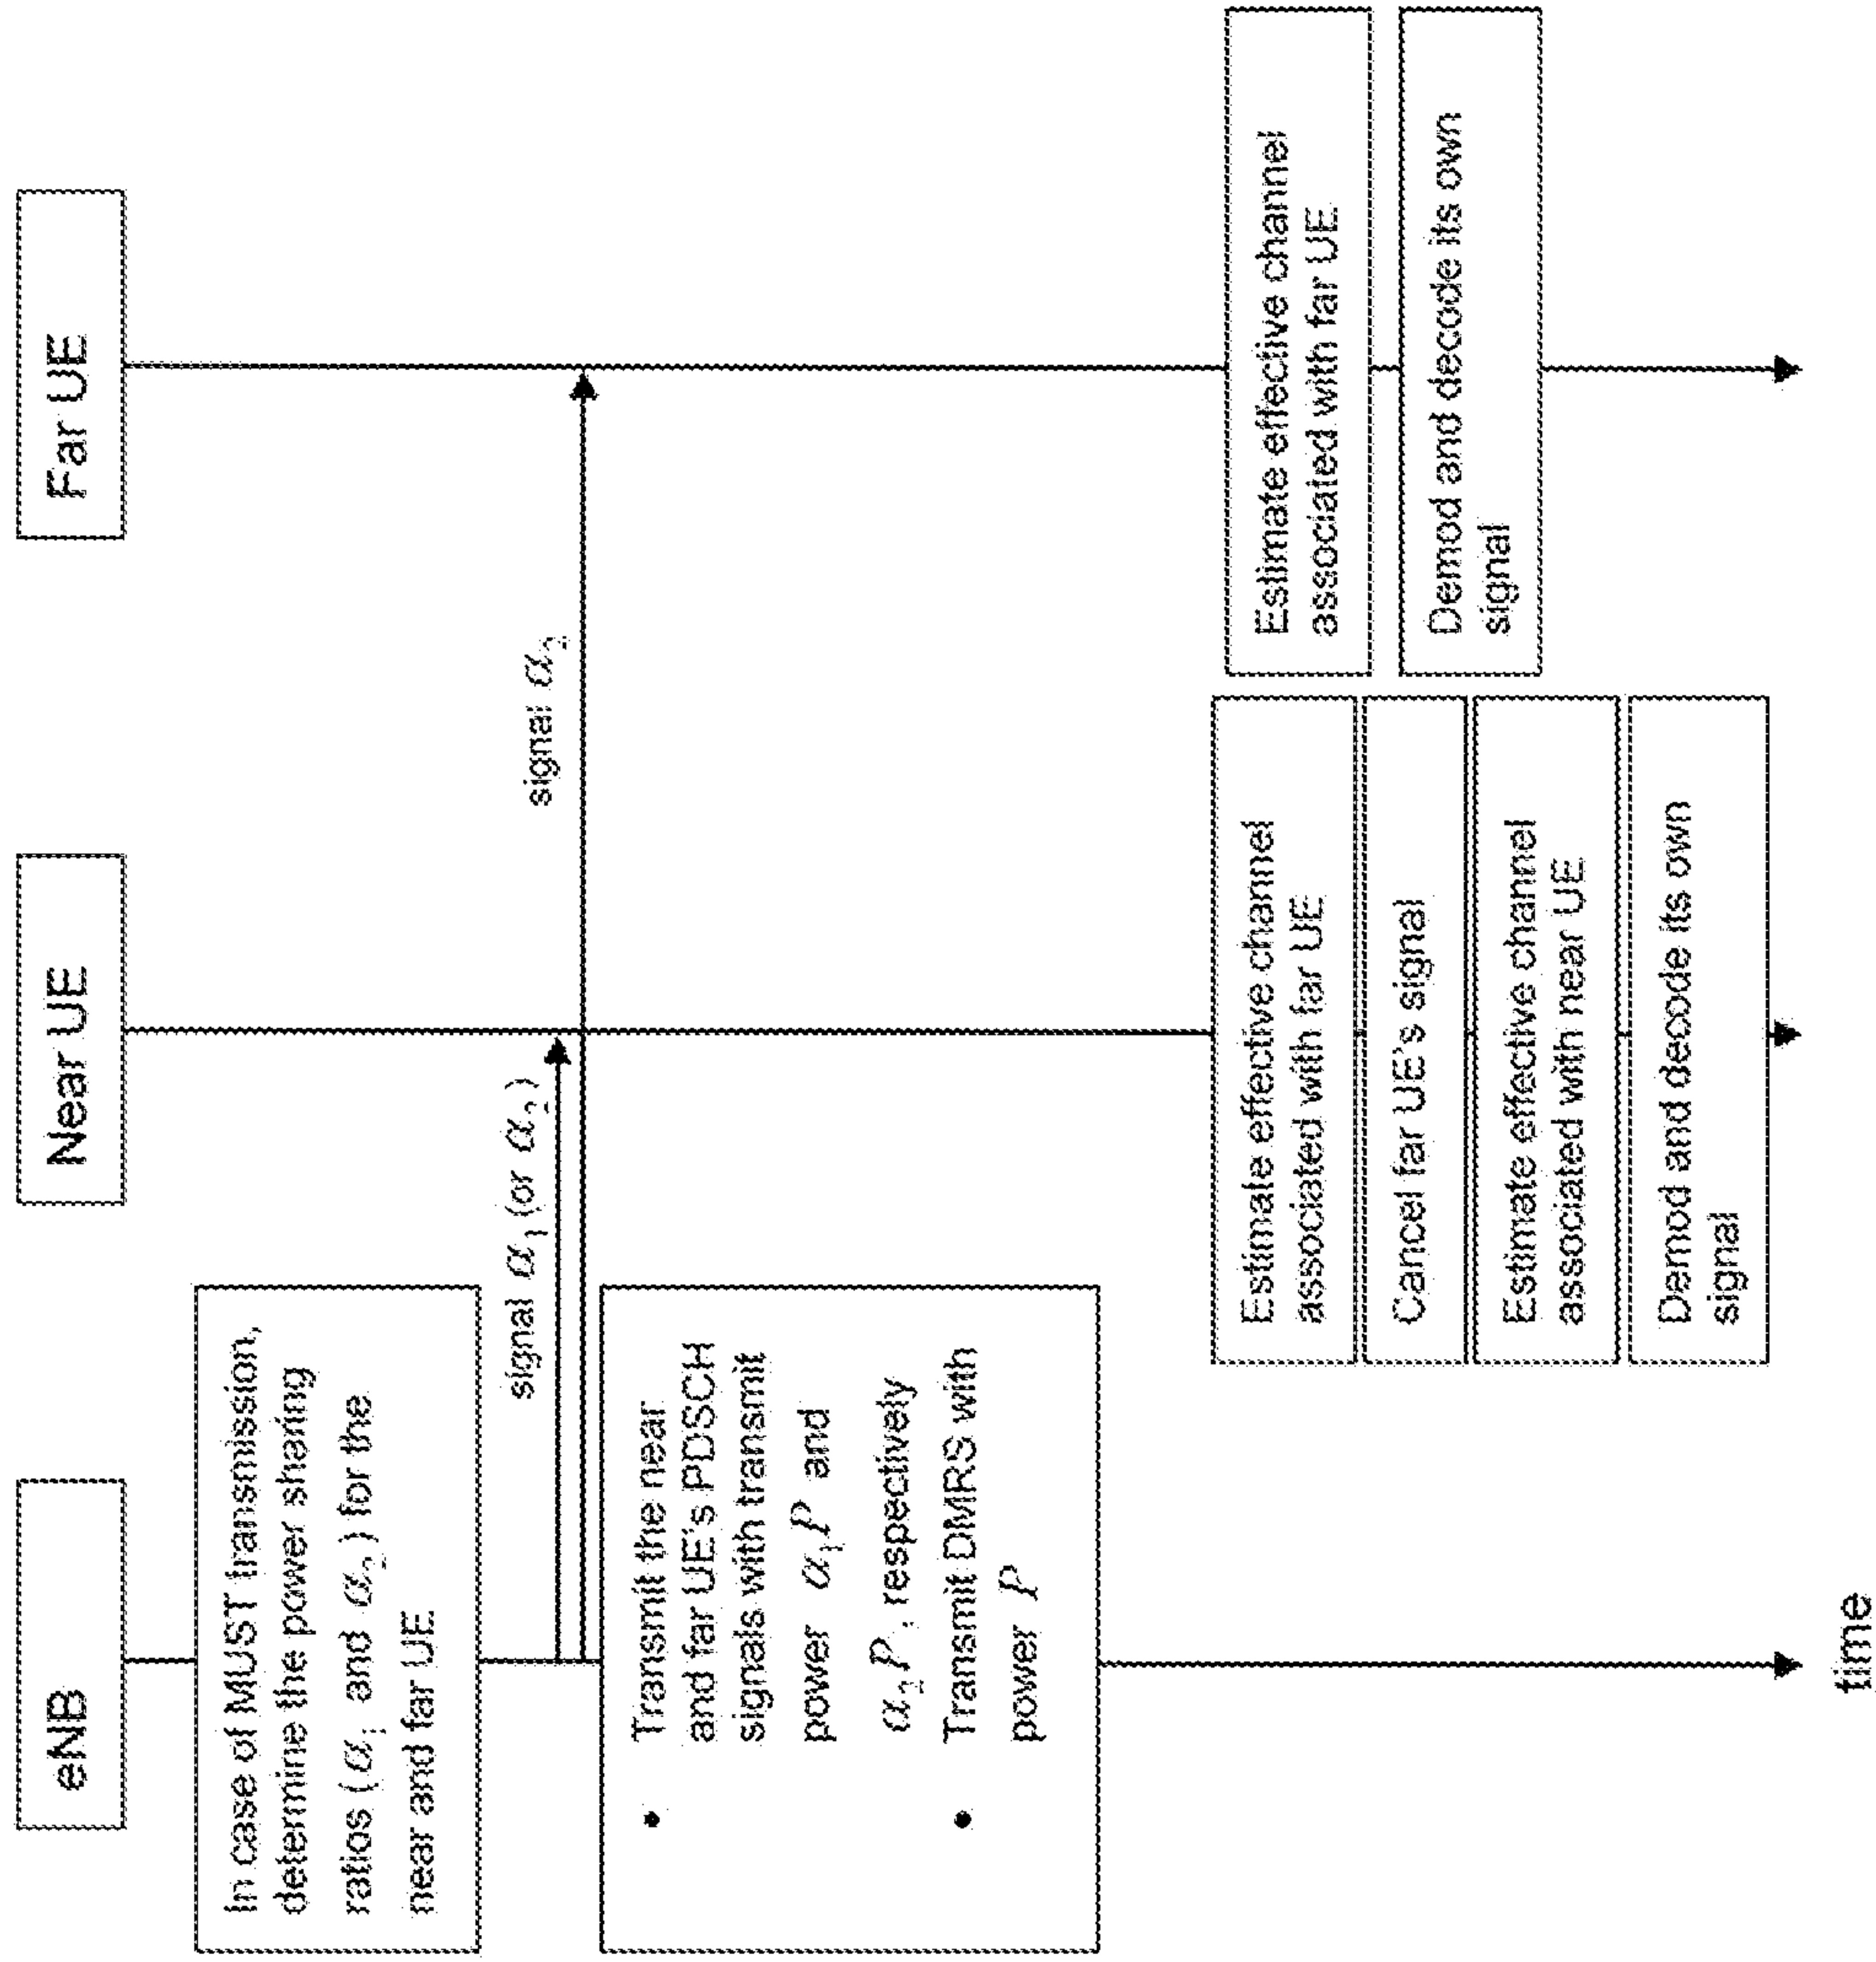 eNB
Near UE
Far UE
In case of MUST transmission,
determine the power sharing
ratios (α₁ and α₂) for the
near and far UE
signal α₁ (or α₂)
signal α₂
• Transmit the near
and far UE's PDSCH
signals with transmit
power α₁P and
α₂P, respectively
• Transmit DMRS with
power P
Estimate effective channel
associated with far UE
Cancel far UE's signal
Estimate effective channel
associated with near UE
Demod and decode its own
signal
Estimate effective channel
associated with far UE
Demod and decode its own
signal
time